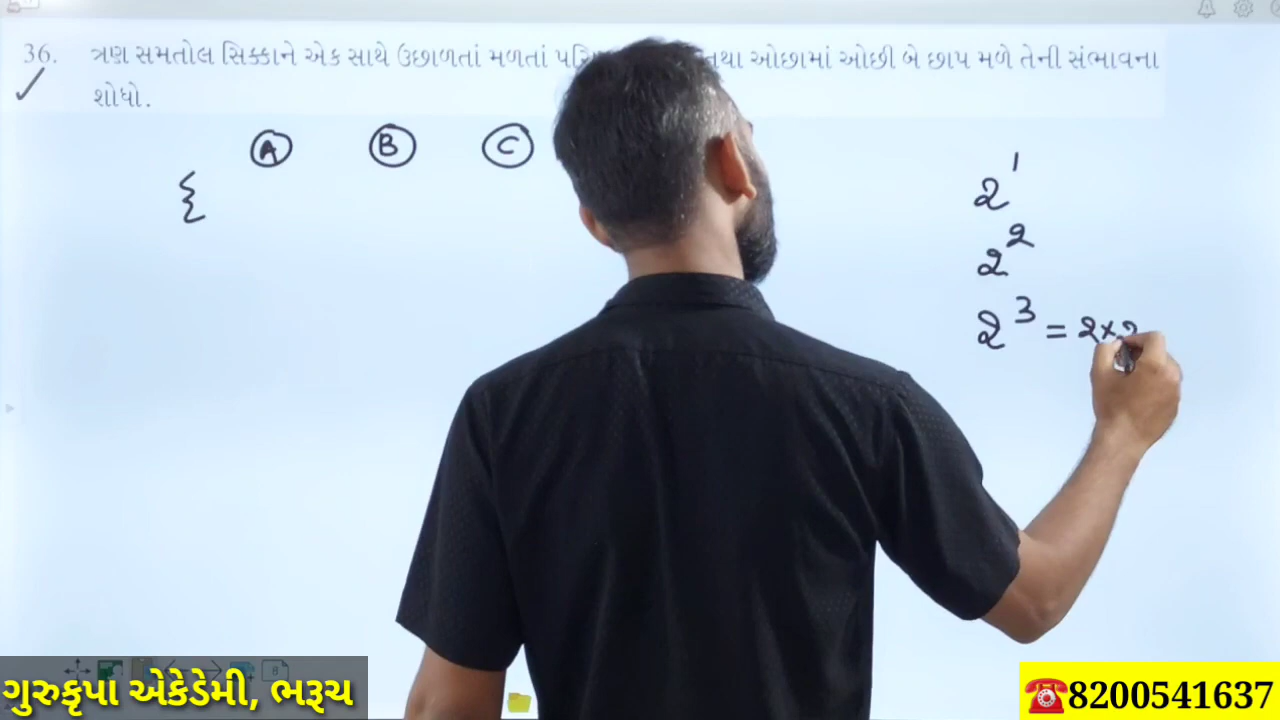 36. ત્રણ સમતોલ સિક્કાને એક સાથે ઉછાળતાં મળતાં તથા ઓછામાં ઓછી બે છાપ મળે તેની સંભાવના
શોધો.
A B C
{
2¹
2²
2³ = 2×2
8
ગુરુકૃપા એકેડેમી, ભરૂચ
☎8200541637